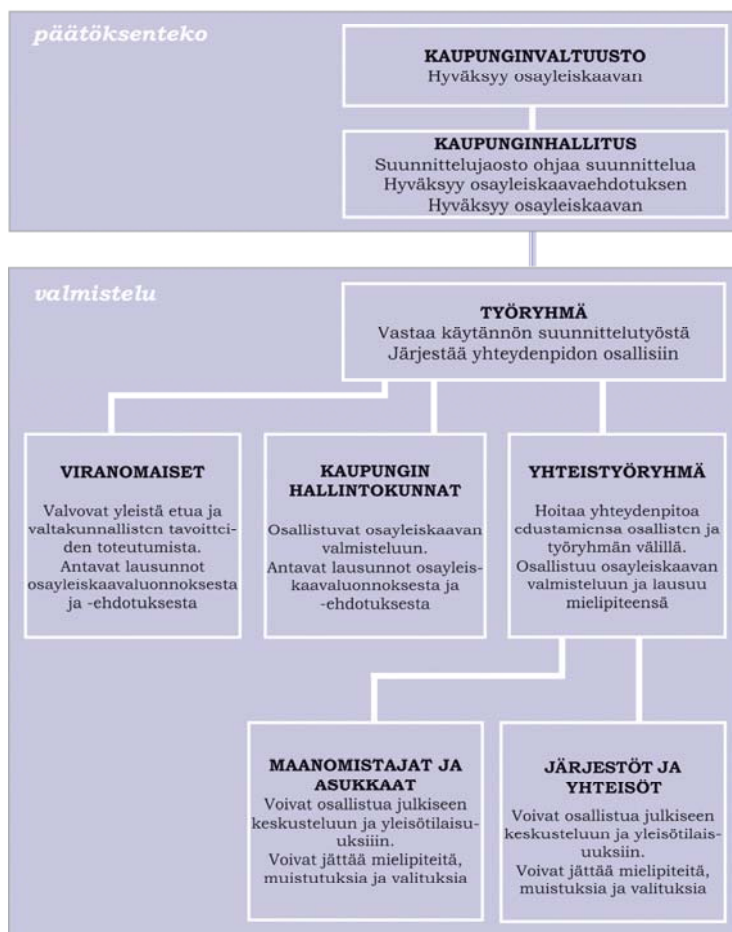 päätöksenteko
KAUPUNGINVALTUUSTO
Hyväksyy osayleiskaavan
KAUPUNGINHALLITUS
Suunnittelujaosto ohjaa suunnittelua
Hyväksyy osayleiskaavaehdotuksen
Hyväksyy osayleiskaavan
valmistelu
TYÖRYHMÄ
Vastaa käytännön suunnittelutyöstä
Järjestää yhteydenpidon osallisiin
VIRANOMAISET
Valvovat yleistä etua ja
valtakunnallisten tavoittei-
den toteutumista.
Antavat lausunnot
osayleiskaavaluonnoksesta
ja -ehdotuksesta
KAUPUNGIN
HALLINTOKUNNAT
Osallistuvat osayleiskaavan
valmisteluun.
Antavat lausunnot osayleis-
kaavaluonnoksesta ja
-ehdotuksesta
YHTEISTYÖRYHMÄ
Hoitaa yhteydenpitoa
edustamiensa osallisten ja
työryhmän välillä.
Osallistuu osayleiskaavan
valmisteluun ja lausuu
mielipiteensä
MAANOMISTAJAT JA
ASUKKAAT
Voivat osallistua julkiseen
keskusteluun ja yleisötilaisu-
uksiiin.
Voivat jättää mielipiteitä,
muistutuksia ja valituksia
JÄRJESTÖT JA
YHTEISÖT
Voivat osallistua julkiseen
keskusteluun ja yleisötilais-
uuksiin.
Voivat jättää mielipiteitä,
muistuksia ja valituksia